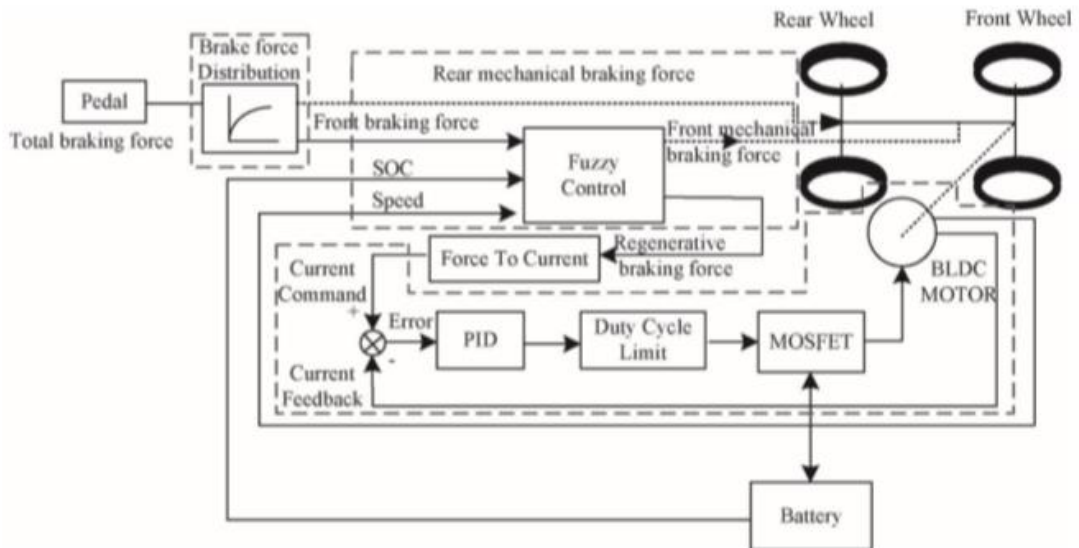 Rear Wheel
Front Wheel
Brake force
Distribution
Rear mechanical braking force
Pedal
Total braking force
Front braking force
Front mechanical
braking force
Fuzzy
Control
SOC
Speed
Regenerative
braking force
Force To Current
Current
Command
+
BLDC
MOTOR
Error
PID
Duty Cycle
Limit
MOSFET
-
Current
Feedback
Battery